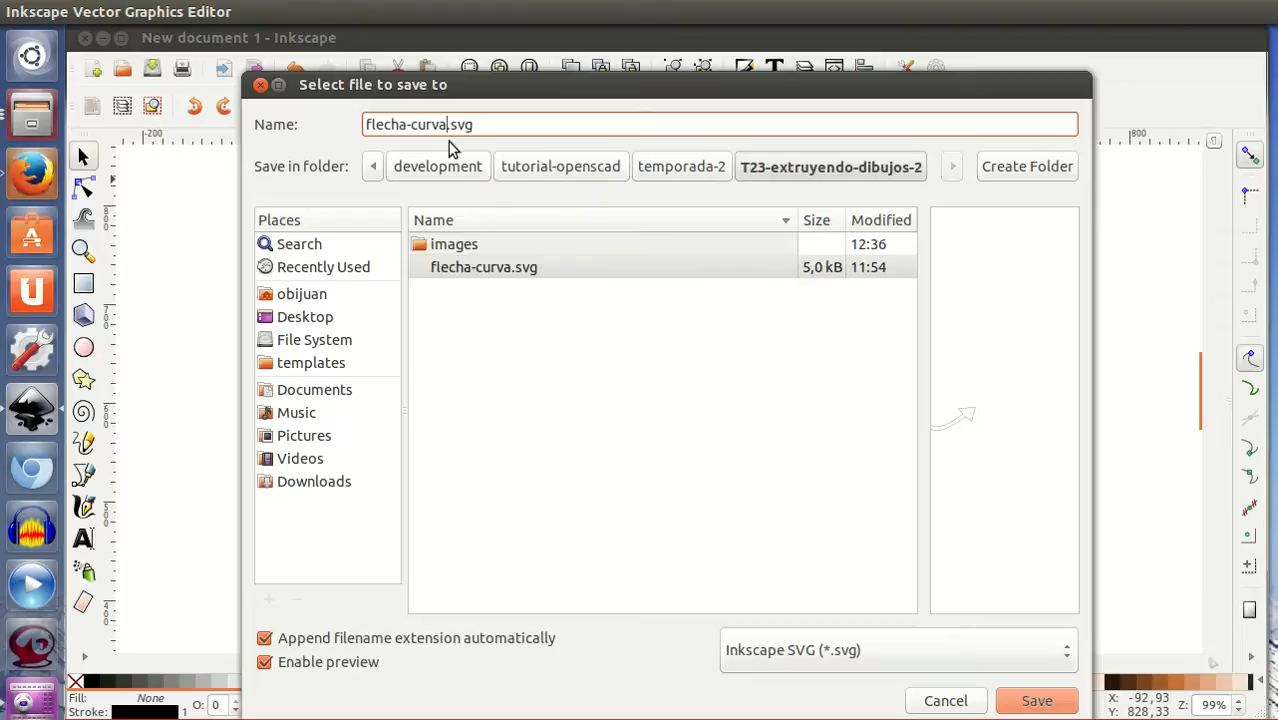 Inkscape Vector Graphics Editor
New document 1 - Inkscape
Select file to save to
Name: flecha-curva.svg
Save in folder: development tutorial-openscad temporada-2 T23-extruyendo-dibujos-2 Create Folder
-200 800
Places Name Size Modified
Search images 12:36
Recently Used flecha-curva.svg 5,0 kB 11:54
obijuan
Desktop
File System
templates
Documents
Music
Pictures
Videos
Downloads
Append filename extension automatically
Enable preview
Inkscape SVG (*.svg)
Cancel Save
Fill: None O: 0 X: -92,93 Z: 99%
Stroke: 1 Y: 828,33